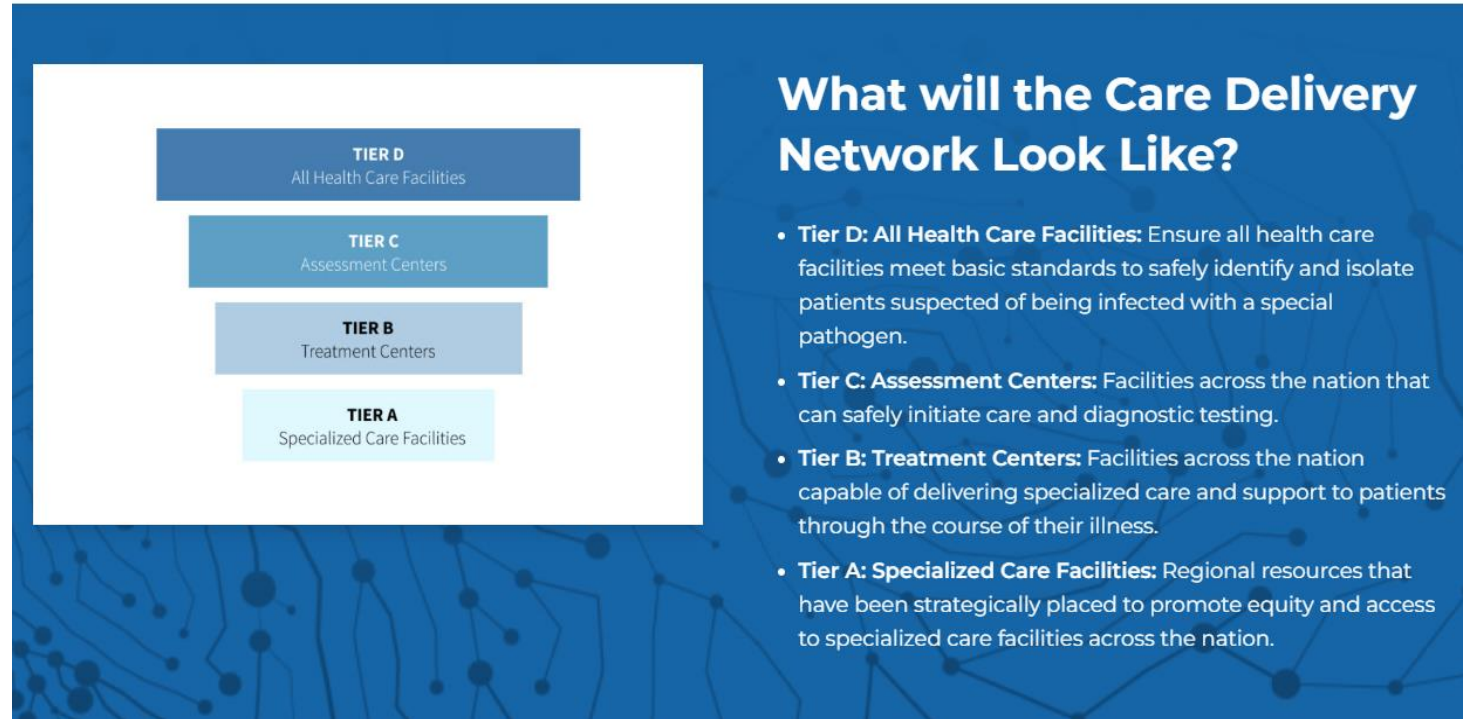 TIER D
All Health Care Facilities
TIER C
Assessment Centers
TIER B
Treatment Centers
TIER A
Specialized Care Facilities
What will the Care Delivery
Network Look Like?
• Tier D: All Health Care Facilities: Ensure all health care
facilities meet basic standards to safely identify and isolate
patients suspected of being infected with a special
pathogen.
• Tier C: Assessment Centers: Facilities across the nation that
can safely initiate care and diagnostic testing.
• Tier B: Treatment Centers: Facilities across the nation
capable of delivering specialized care and support to patients
through the course of their illness.
• Tier A: Specialized Care Facilities: Regional resources that
have been strategically placed to promote equity and access
to specialized care facilities across the nation.